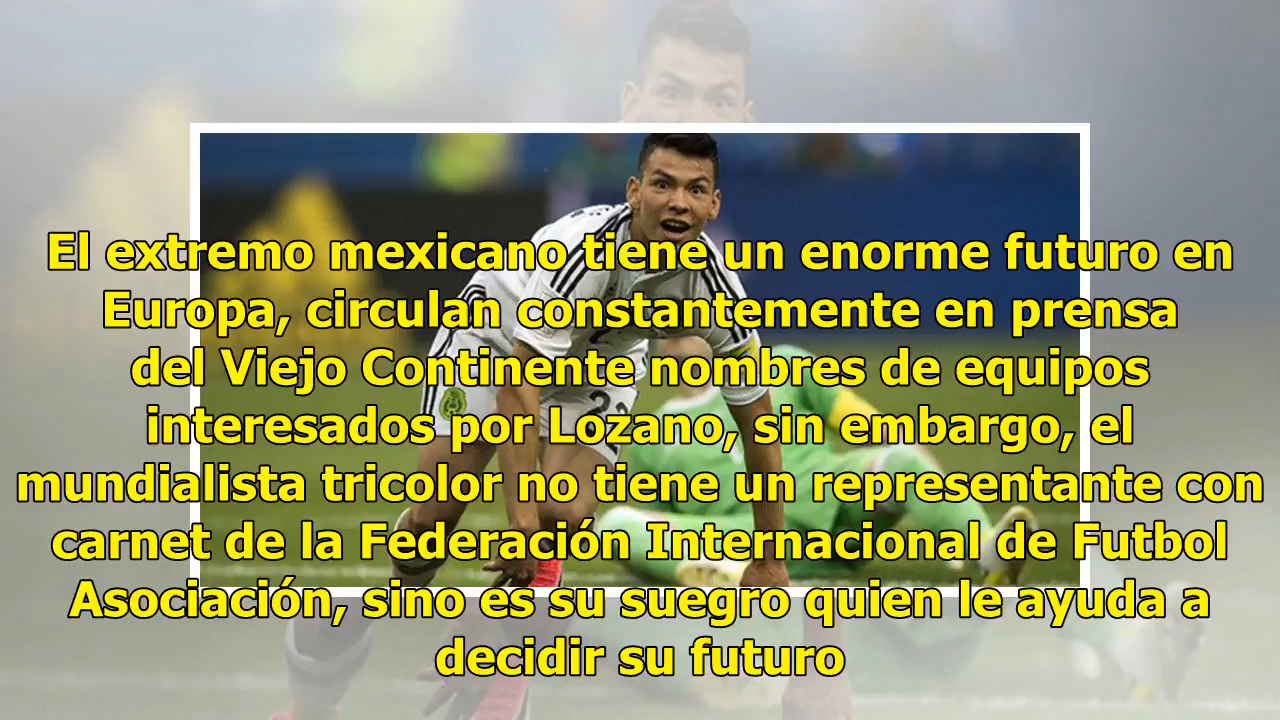 El extremo mexicano tiene un enorme futuro en
Europa, circulan constantemente en prensa
del Viejo Continente nombres de equipos
interesados por Lozano, sin embargo, el
mundialista tricolor no tiene un representante con
carnet de la Federación Internacional de Futbol
Asociación, sino es su suegro quien le ayuda a
decidir su futuro